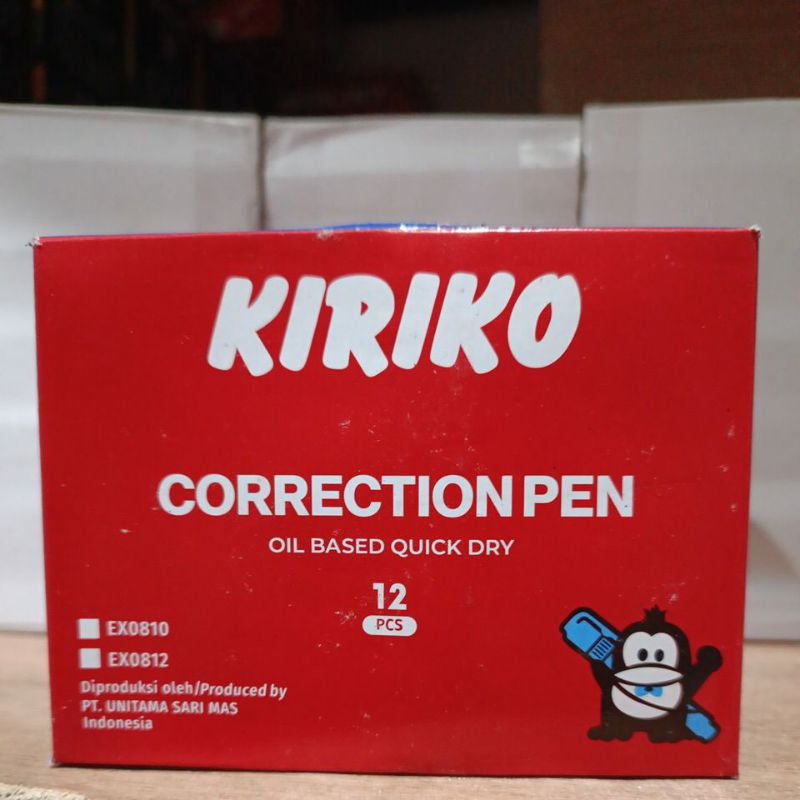 KIRIKO
CORRECTION PEN
OIL BASED QUICK DRY
12
PCS
EX0810
EX0812
Diproduksi oleh/Produced by
PT. UNITAMA SARI MAS
Indonesia